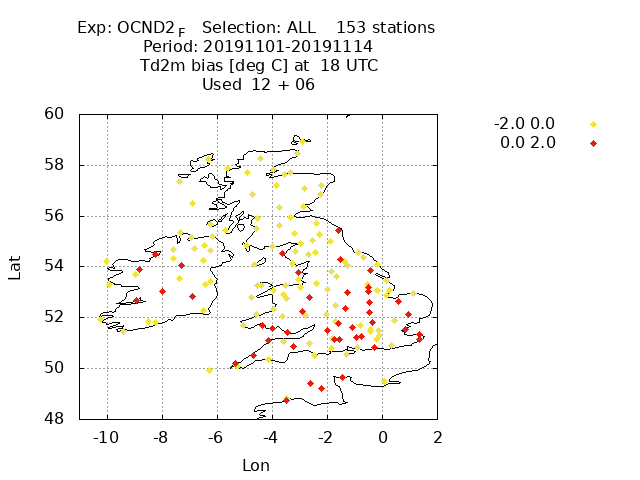 Exp: OCND2_F   Selection: ALL    153 stations
Period: 20191101-20191114
Td2m bias [deg C] at  18 UTC
Used  12 + 06
-2.0 0.0
0.0 2.0
60
58
56
54
52
50
48
Lat
-10 -8 -6 -4 -2 0 2
Lon